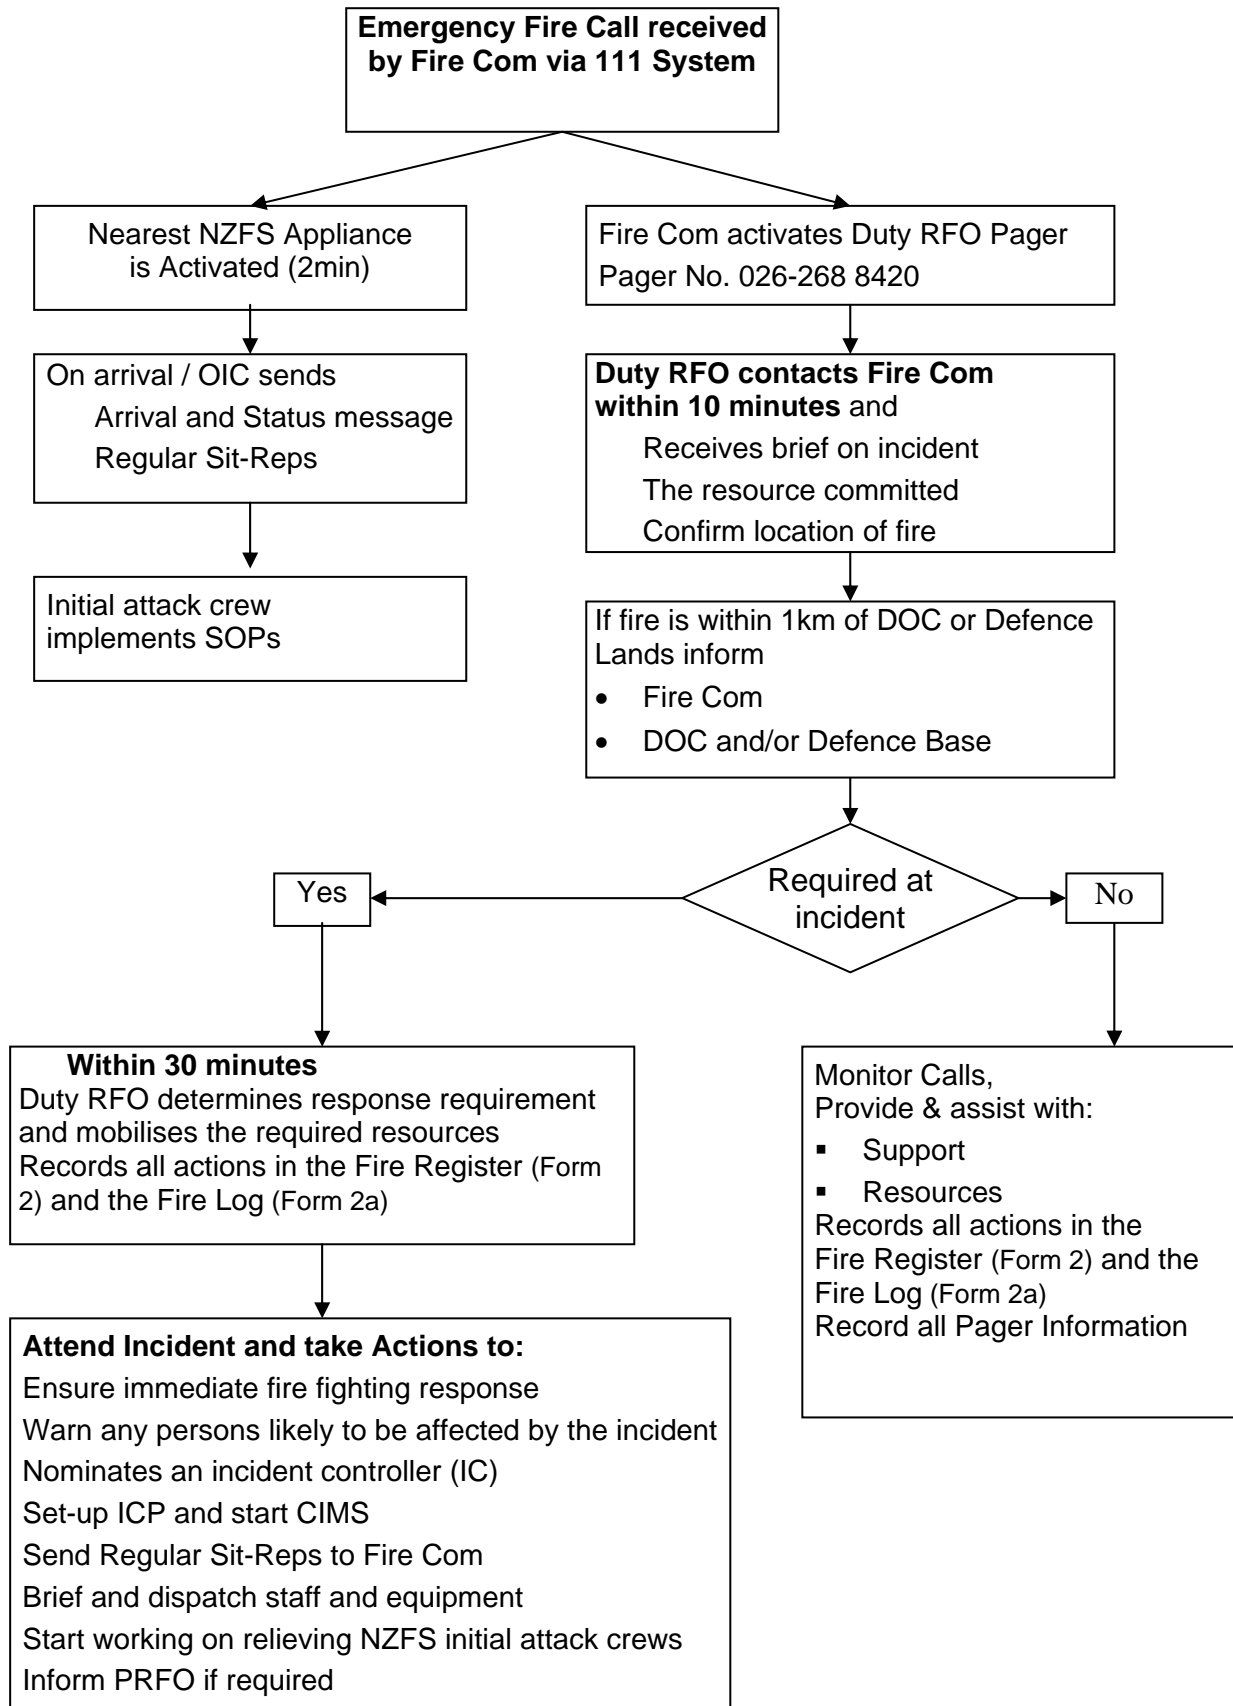 Emergency Fire Call received
by Fire Com via 111 System
Nearest NZFS Appliance
is Activated (2min)
Fire Com activates Duty RFO Pager
Pager No. 026-268 8420
On arrival / OIC sends
Arrival and Status message
Regular Sit-Reps
Duty RFO contacts Fire Com
within 10 minutes and
Receives brief on incident
The resource committed
Confirm location of fire
Initial attack crew
implements SOPs
If fire is within 1km of DOC or Defence
Lands inform
• Fire Com
• DOC and/or Defence Base
Required at
incident
Yes
No
Within 30 minutes
Duty RFO determines response requirement
and mobilises the required resources
Records all actions in the Fire Register (Form
2) and the Fire Log (Form 2a)
Monitor Calls,
Provide & assist with:
▪ Support
▪ Resources
Records all actions in the
Fire Register (Form 2) and the
Fire Log (Form 2a)
Record all Pager Information
Attend Incident and take Actions to:
Ensure immediate fire fighting response
Warn any persons likely to be affected by the incident
Nominates an incident controller (IC)
Set-up ICP and start CIMS
Send Regular Sit-Reps to Fire Com
Brief and dispatch staff and equipment
Start working on relieving NZFS initial attack crews
Inform PRFO if required